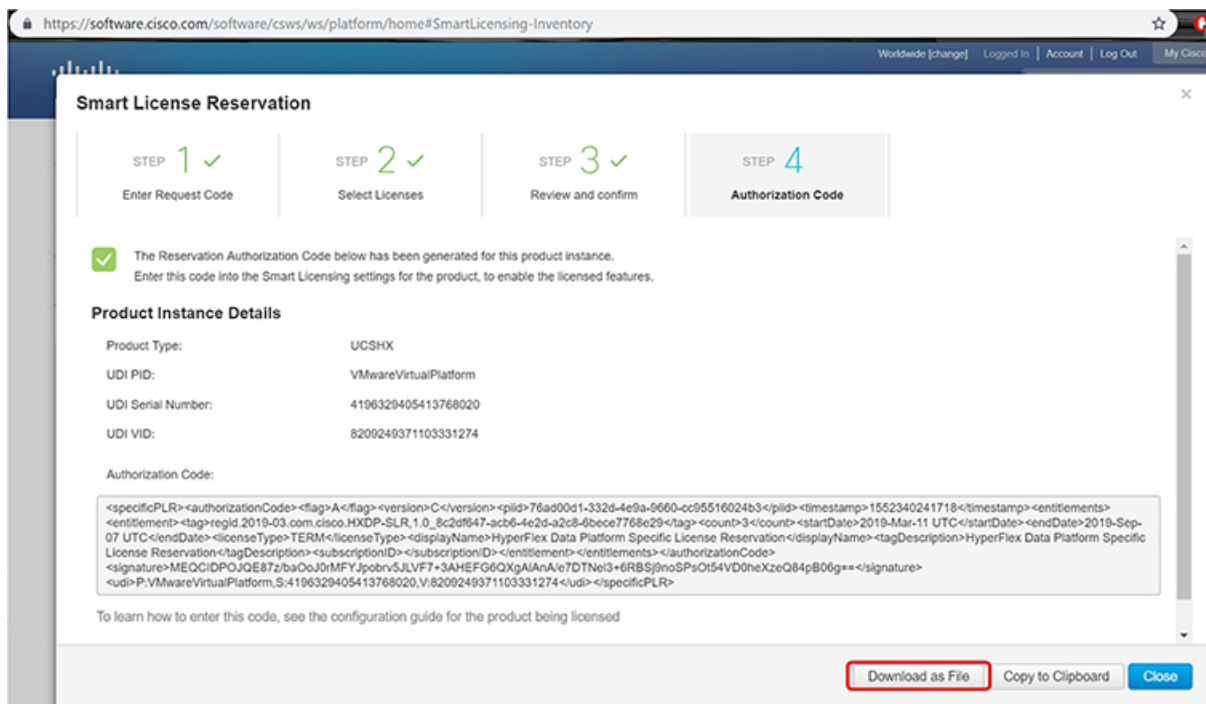 https://software.cisco.com/software/csws/ws/platform/home#SmartLicensing-Inventory
Worldwide [change] Logged In | Account | Log Out My Cisco
Smart License Reservation
STEP 1 ✓ STEP 2 ✓ STEP 3 ✓ STEP 4
Enter Request Code Select Licenses Review and confirm Authorization Code
The Reservation Authorization Code below has been generated for this product instance.
Enter this code into the Smart Licensing settings for the product, to enable the licensed features.
Product Instance Details
Product Type: UCSHX
UDI PID: VMwareVirtualPlatform
UDI Serial Number: 4196329405413768020
UDI VID: 8209249371103331274
Authorization Code:
<specificPLR><authorizationCode><flag>A</flag><version>C</version><piid>76ad00d1-332d-4e9a-9660-cc95516024b3</piid><timestamp>1552340241718</timestamp><entitlements>
<entitlement><tag>regid.2019-03.com.cisco.HXDP-SLR,1.0_8c2df647-acb6-4e2d-a2c8-6bece7768e29</tag><count>3</count><startDate>2019-Mar-11 UTC</startDate><endDate>2019-Sep-
07 UTC</endDate><licenseType>TERM</licenseType><displayName>HyperFlex Data Platform Specific License Reservation</displayName><tagDescription>HyperFlex Data Platform Specific
License Reservation</tagDescription><subscriptionID></subscriptionID></entitlement></entitlements></authorizationCode>
<signature>MEQCIDPOJQE87z/baOoJ0rMFYJpobrv5JLVF7+3AHEFG6QXgAiAnA/e7DTNel3+6RBSj9noSPsOt54VD0heXzeQ84pB06g==</signature>
<udi>P:VMwareVirtualPlatform,S:4196329405413768020,V:8209249371103331274</udi></specificPLR>
To learn how to enter this code, see the configuration guide for the product being licensed
Download as File Copy to Clipboard Close